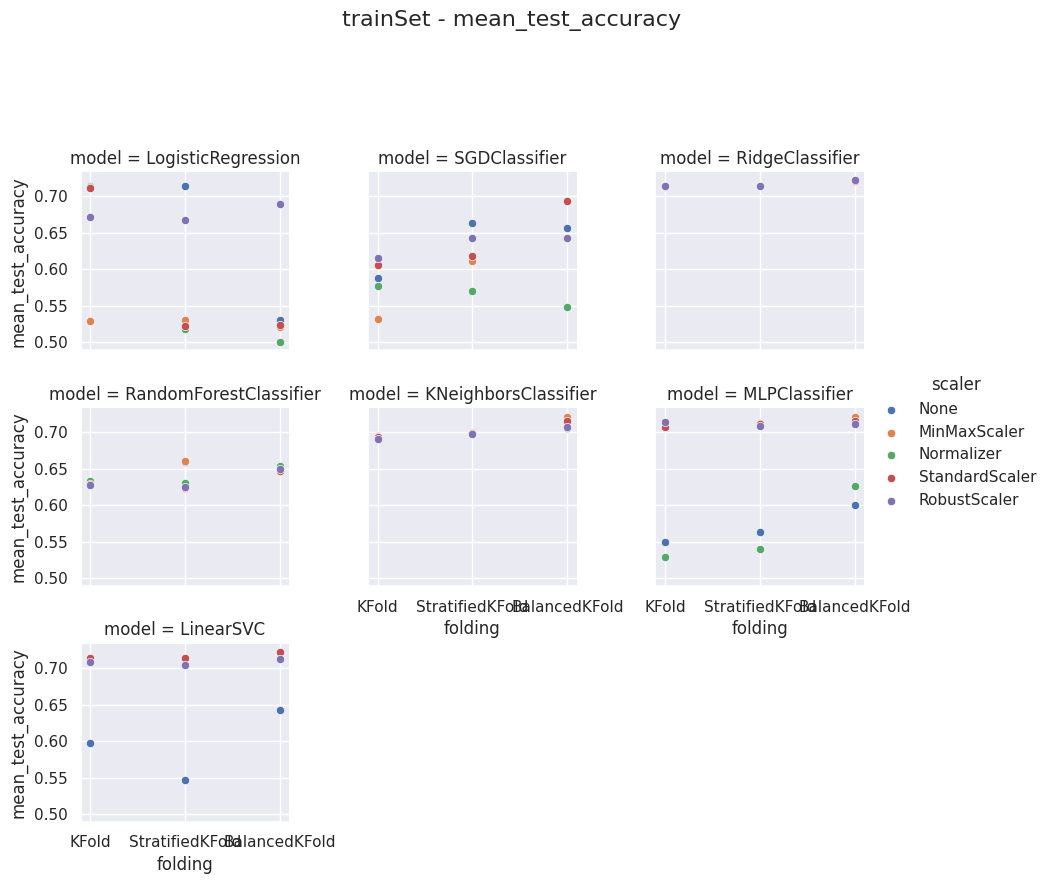 trainSet - mean_test_accuracy
model = LogisticRegression
model = SGDClassifier
model = RidgeClassifier
mean_test_accuracy
0.70
0.65
0.60
0.55
0.50
model = RandomForestClassifier
model = KNeighborsClassifier
model = MLPClassifier
mean_test_accuracy
0.70
0.65
0.60
0.55
0.50
KFold
StratifiedKFold
BalancedKFold
folding
KFold
StratifiedKFold
BalancedKFold
folding
scaler
None
MinMaxScaler
Normalizer
StandardScaler
RobustScaler
model = LinearSVC
mean_test_accuracy
0.70
0.65
0.60
0.55
0.50
KFold
StratifiedKFold
BalancedKFold
folding